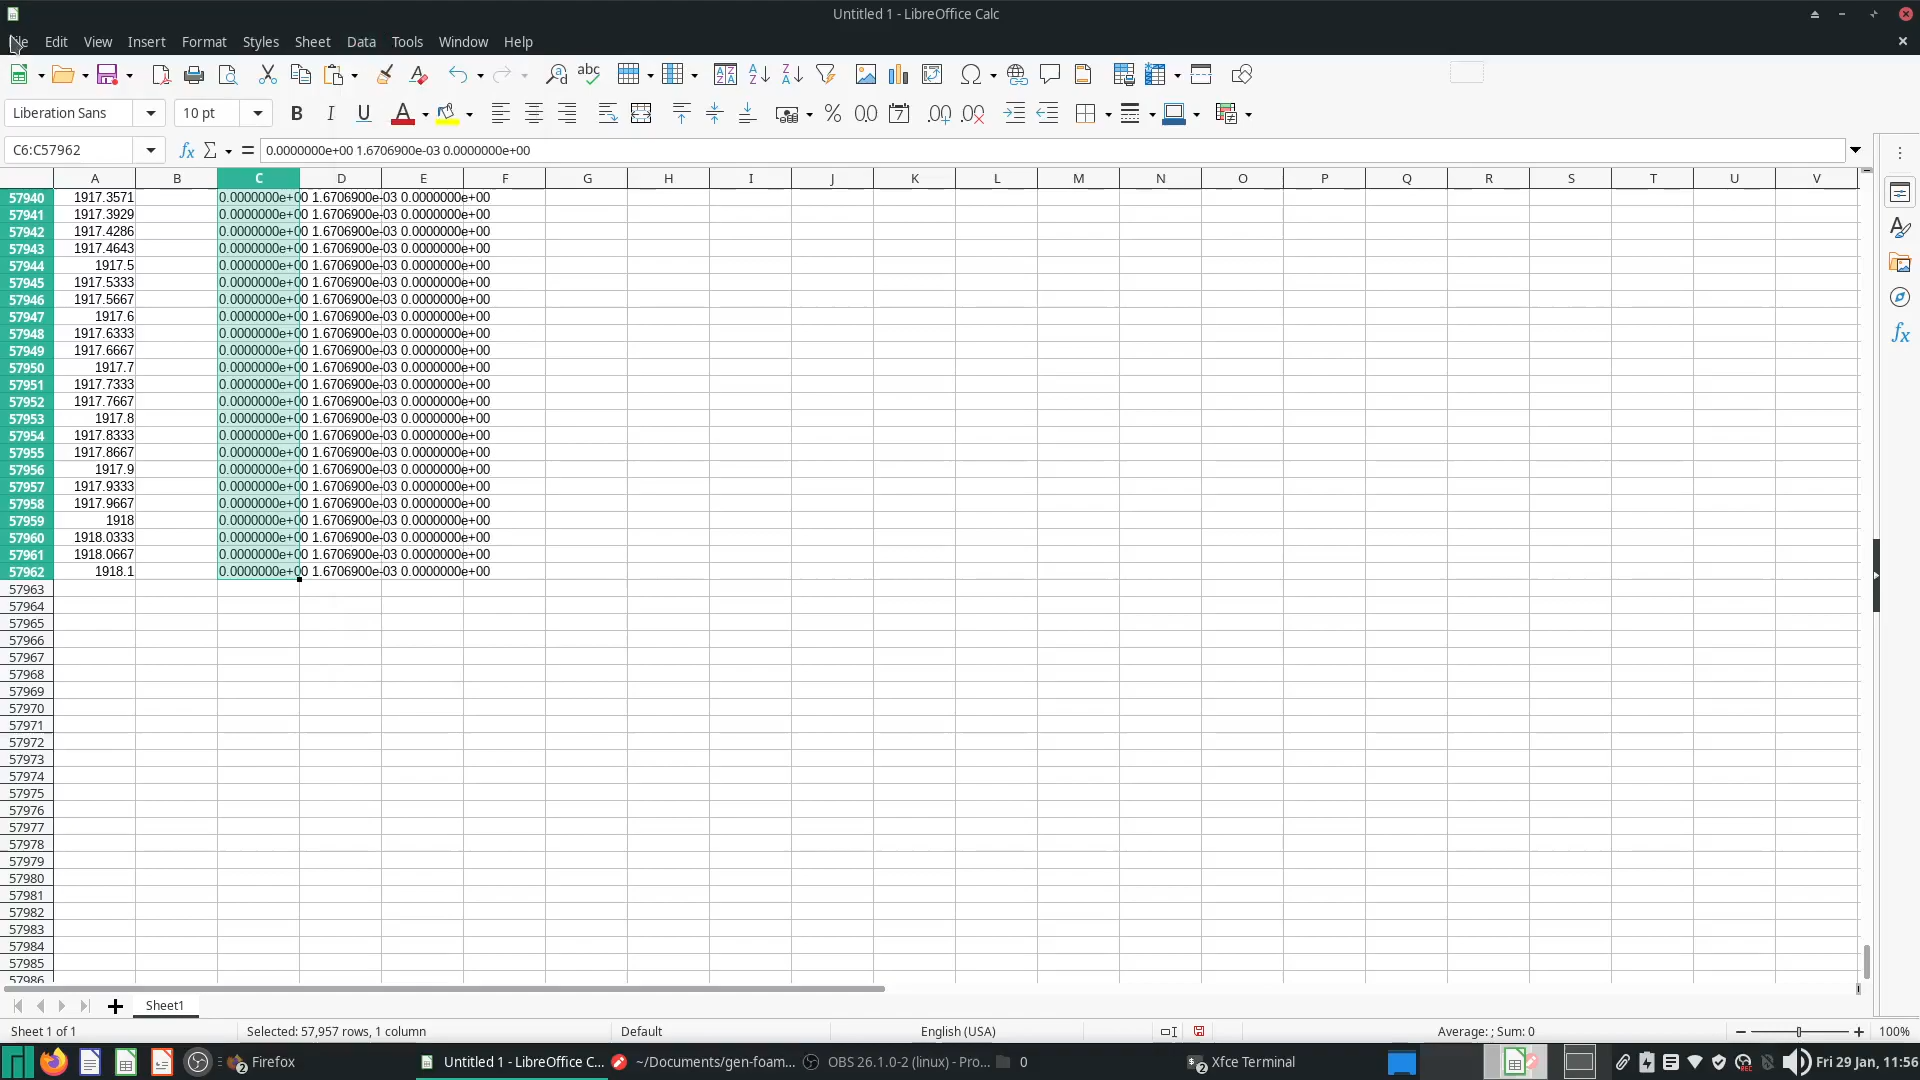 Untitled 1 - LibreOffice Calc
File Edit View Insert Format Styles Sheet Data Tools Window Help
Liberation Sans 10 pt
C6:C57962 0.0000000e+00 1.6706900e-03 0.0000000e+00
A B C D E F G H I J K L M N O P Q R S T U V
57940 1917.3571 0.0000000e+00 1.6706900e-03 0.0000000e+00
57941 1917.3929 0.0000000e+00 1.6706900e-03 0.0000000e+00
57942 1917.4286 0.0000000e+00 1.6706900e-03 0.0000000e+00
57943 1917.4643 0.0000000e+00 1.6706900e-03 0.0000000e+00
57944 1917.5 0.0000000e+00 1.6706900e-03 0.0000000e+00
57945 1917.5333 0.0000000e+00 1.6706900e-03 0.0000000e+00
57946 1917.5667 0.0000000e+00 1.6706900e-03 0.0000000e+00
57947 1917.6 0.0000000e+00 1.6706900e-03 0.0000000e+00
57948 1917.6333 0.0000000e+00 1.6706900e-03 0.0000000e+00
57949 1917.6667 0.0000000e+00 1.6706900e-03 0.0000000e+00
57950 1917.7 0.0000000e+00 1.6706900e-03 0.0000000e+00
57951 1917.7333 0.0000000e+00 1.6706900e-03 0.0000000e+00
57952 1917.7667 0.0000000e+00 1.6706900e-03 0.0000000e+00
57953 1917.8 0.0000000e+00 1.6706900e-03 0.0000000e+00
57954 1917.8333 0.0000000e+00 1.6706900e-03 0.0000000e+00
57955 1917.8667 0.0000000e+00 1.6706900e-03 0.0000000e+00
57956 1917.9 0.0000000e+00 1.6706900e-03 0.0000000e+00
57957 1917.9333 0.0000000e+00 1.6706900e-03 0.0000000e+00
57958 1917.9667 0.0000000e+00 1.6706900e-03 0.0000000e+00
57959 1918 0.0000000e+00 1.6706900e-03 0.0000000e+00
57960 1918.0333 0.0000000e+00 1.6706900e-03 0.0000000e+00
57961 1918.0667 0.0000000e+00 1.6706900e-03 0.0000000e+00
57962 1918.1 0.0000000e+00 1.6706900e-03 0.0000000e+00
57963
57964
57965
57966
57967
57968
57969
57970
57971
57972
57973
57974
57975
57976
57977
57978
57979
57980
57981
57982
57983
57984
57985
57986
Sheet1
Sheet 1 of 1 Selected: 57,957 rows, 1 column Default English (USA) Average: ; Sum: 0 100%
2 Firefox Untitled 1 - LibreOffice C... ~/Documents/gen-foam... OBS 26.1.0-2 (linux) - Pro... 0 2 Xfce Terminal Fri 29 Jan, 11:56